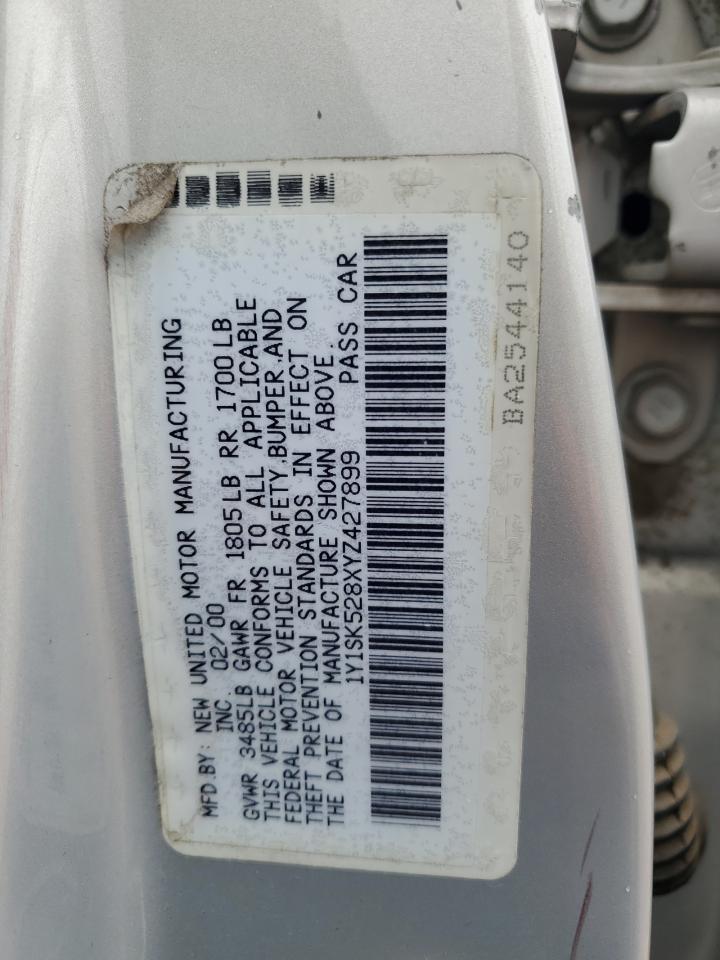 MFD.BY: NEW UNITED MOTOR MANUFACTURING
INC. 02/00
GVWR 3485LB GAWR FR 1805LB RR 1700LB
THIS VEHICLE CONFORMS TO ALL APPLICABLE
FEDERAL MOTOR VEHICLE SAFETY,BUMPER,AND
THEFT PREVENTION STANDARDS IN EFFECT ON
THE DATE OF MANUFACTURE SHOWN ABOVE.
1Y1SK528XYZ427899 PASS CAR
BA2544140